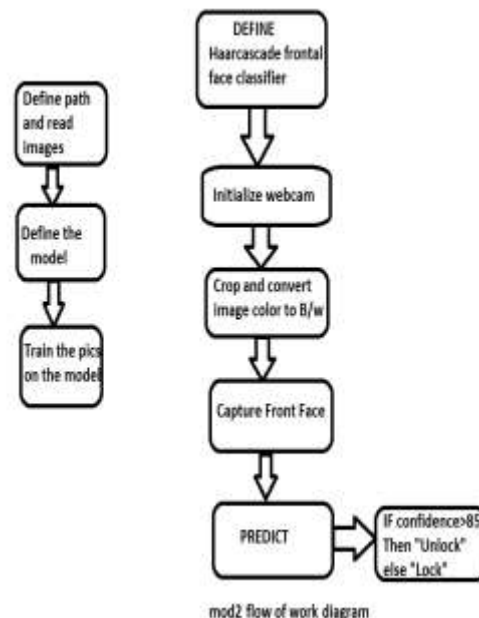 Define path
and read
images
Define the
model
Train the pics
on the model
DEFINE
Haarcascade frontal
face classifier
Initialize webcam
Crop and convert
image color to B/w
Capture Front Face
PREDICT
IF confidence>85
Then "Unlock"
else "Lock"
mod2 flow of work diagram